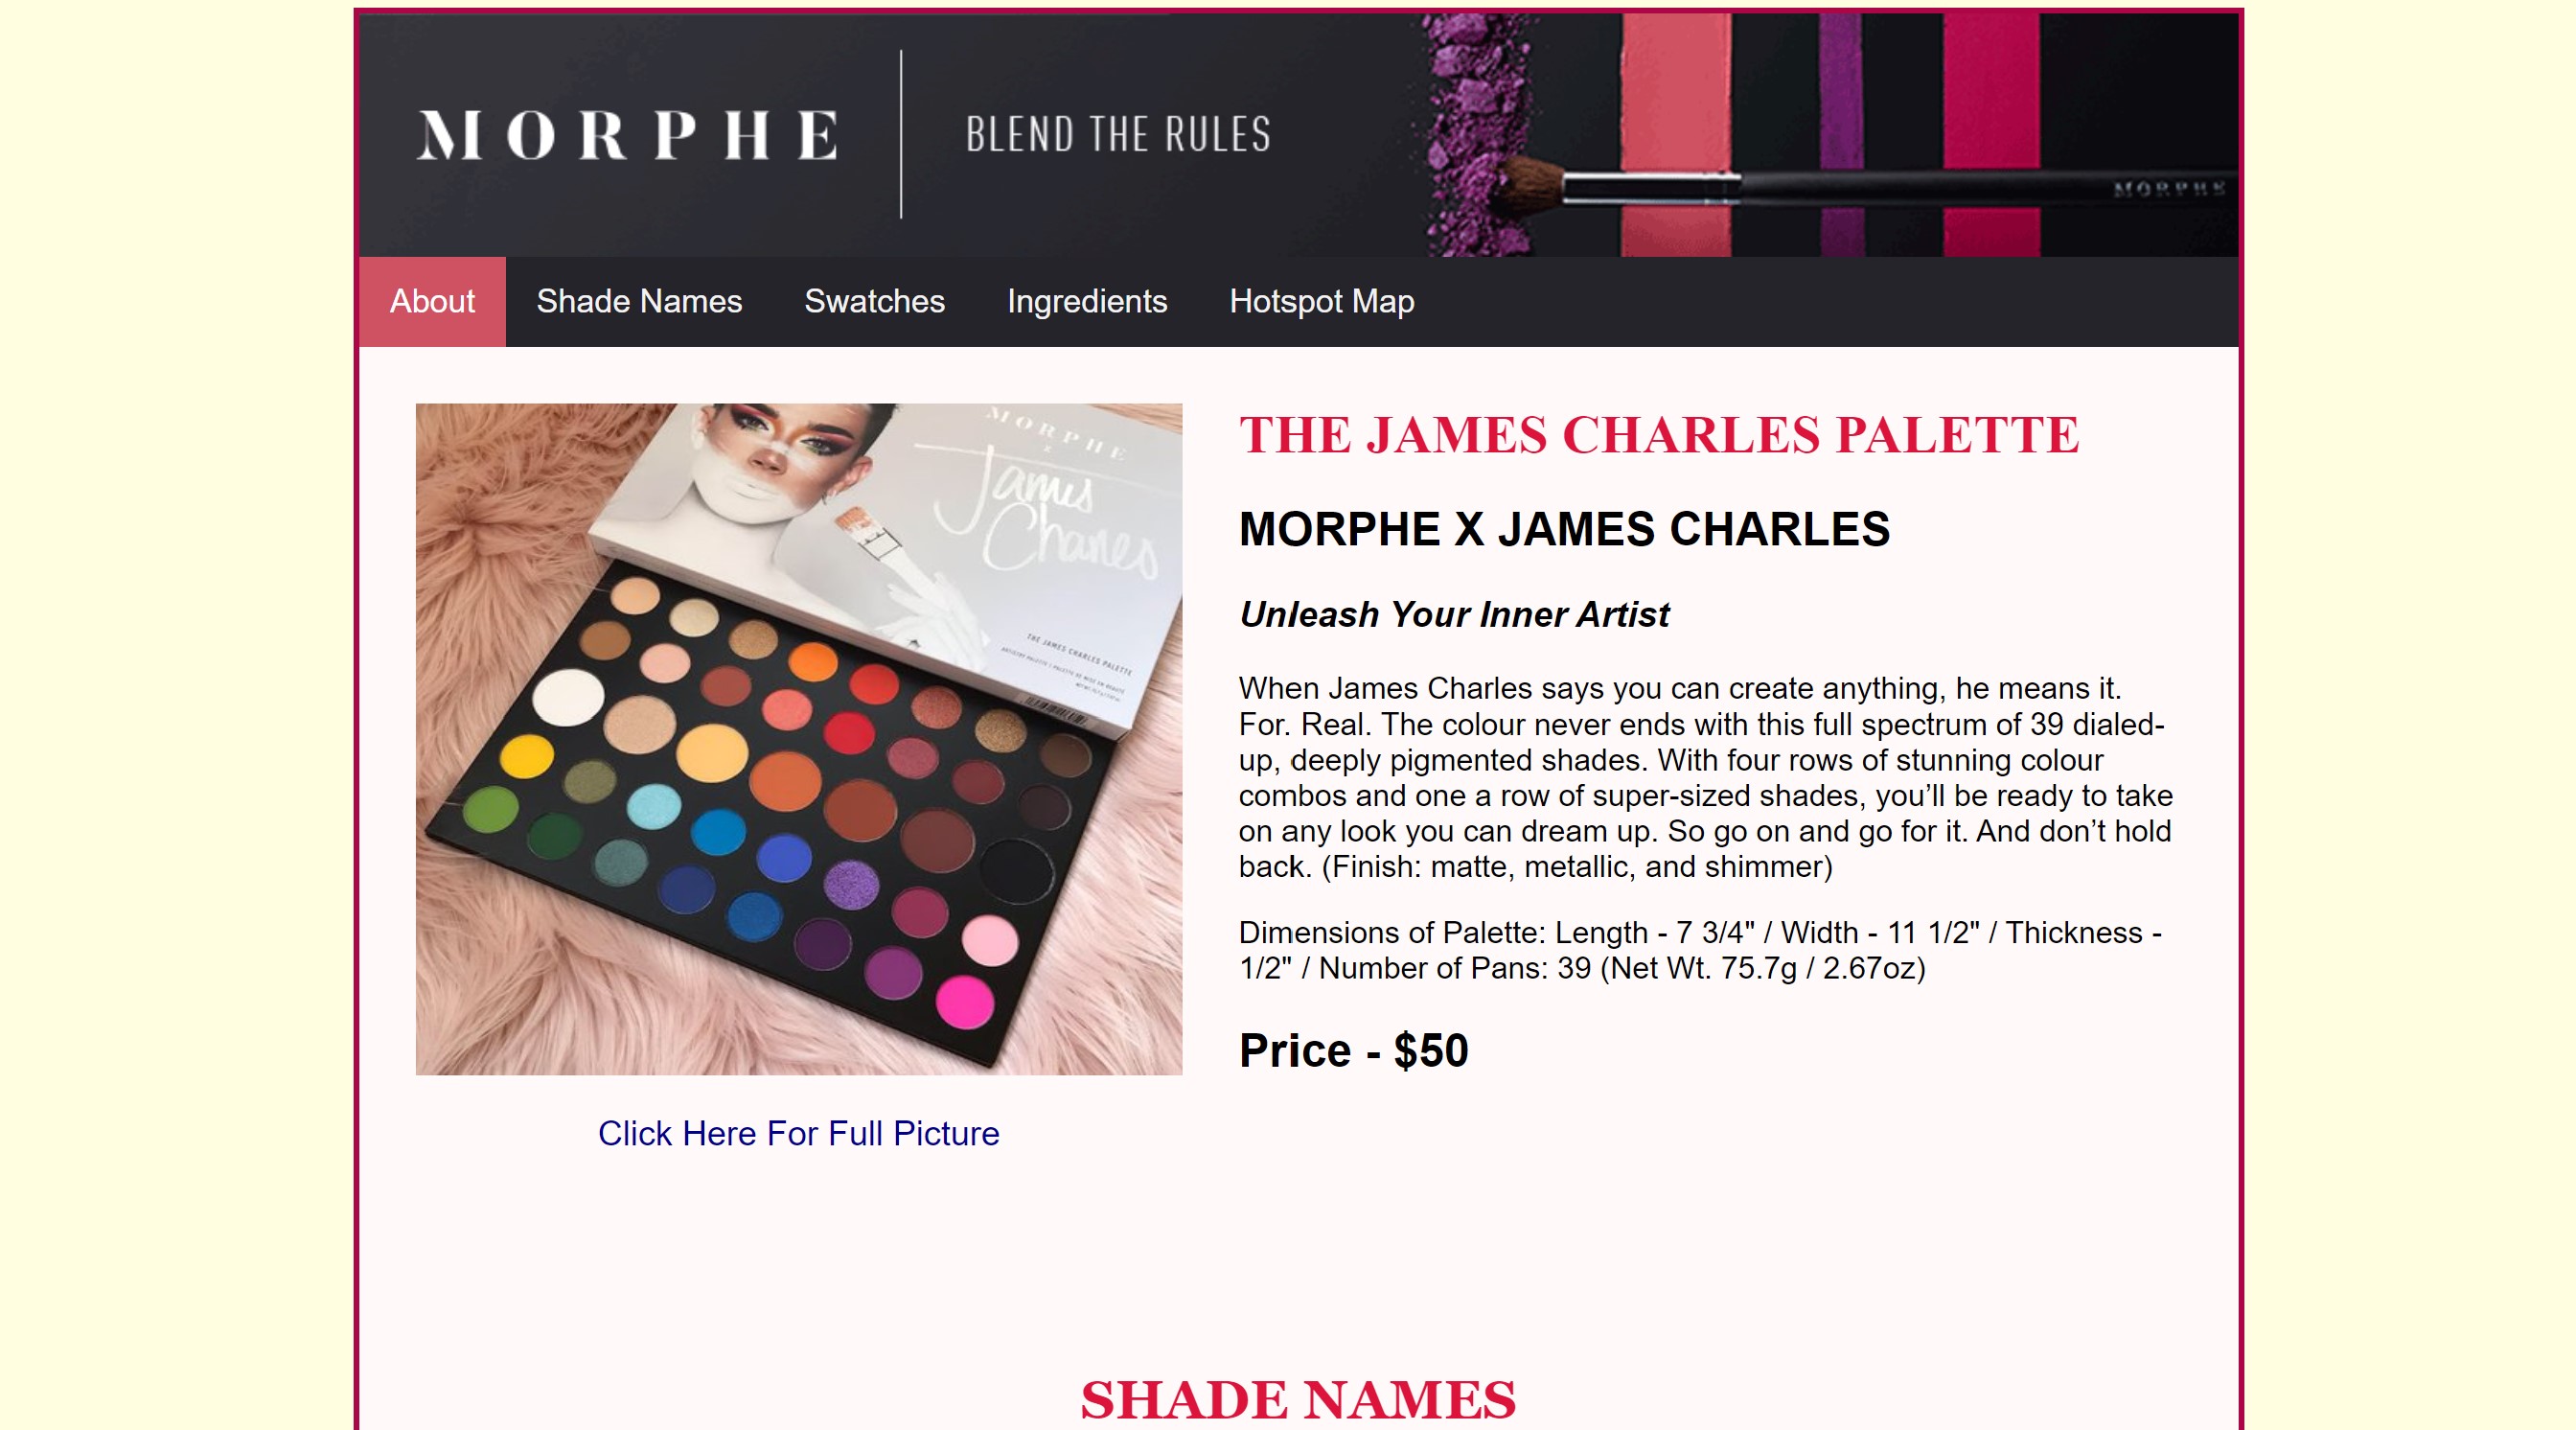 MORPHE
BLEND THE RULES
MORPHE
About
Shade Names
Swatches
Ingredients
Hotspot Map
MORPHE
x
James
Charles
THE JAMES CHARLES PALETTE
THE JAMES CHARLES PALETTE
MORPHE X JAMES CHARLES
Unleash Your Inner Artist
When James Charles says you can create anything, he means it.
For. Real. The colour never ends with this full spectrum of 39 dialed-
up, deeply pigmented shades. With four rows of stunning colour
combos and one a row of super-sized shades, you’ll be ready to take
on any look you can dream up. So go on and go for it. And don’t hold
back. (Finish: matte, metallic, and shimmer)
Dimensions of Palette: Length - 7 3/4" / Width - 11 1/2" / Thickness -
1/2" / Number of Pans: 39 (Net Wt. 75.7g / 2.67oz)
Price - $50
Click Here For Full Picture
SHADE NAMES